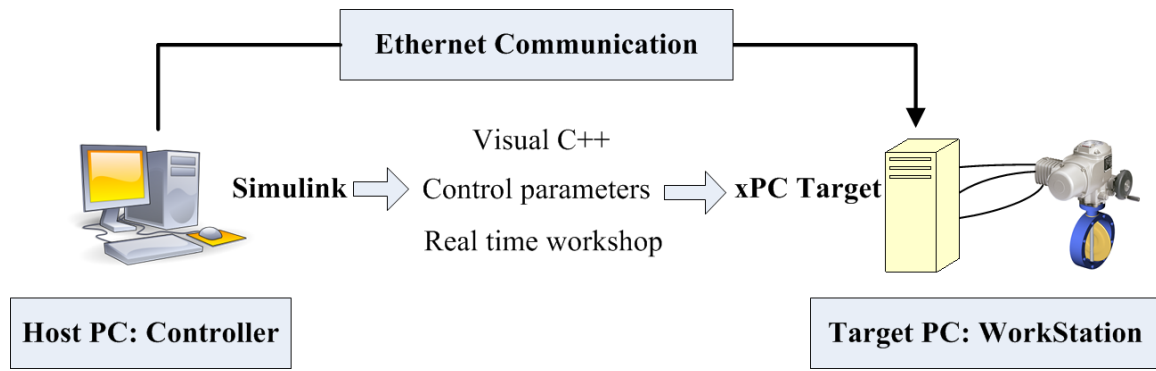 Ethernet Communication
Visual C++
Simulink
Control parameters
xPC Target
Real time workshop
Host PC: Controller
Target PC: WorkStation